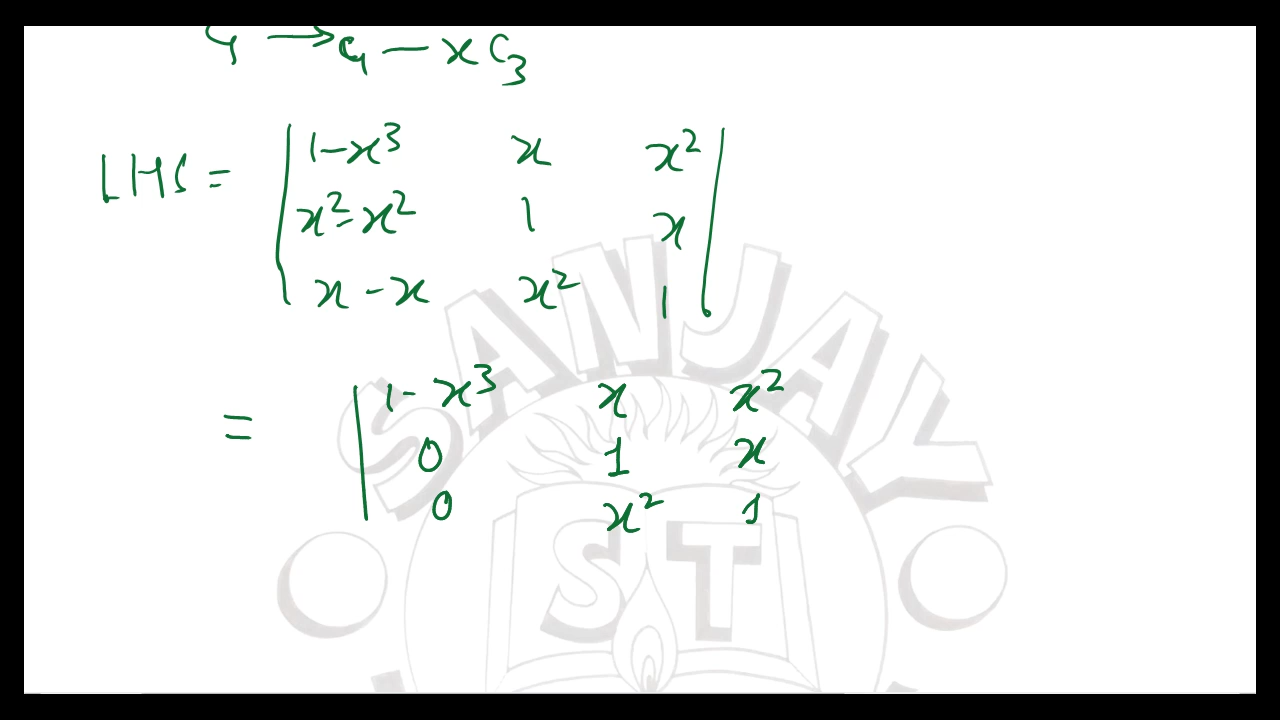 C₁ → C₁ − x C₃
LHS = | 1−x³ x x² |
| x²−x² 1 x |
| x−x x² 1 |
= | 1−x³ x x²
| 0 1 x
| 0 x² 1
SANJAY
ST